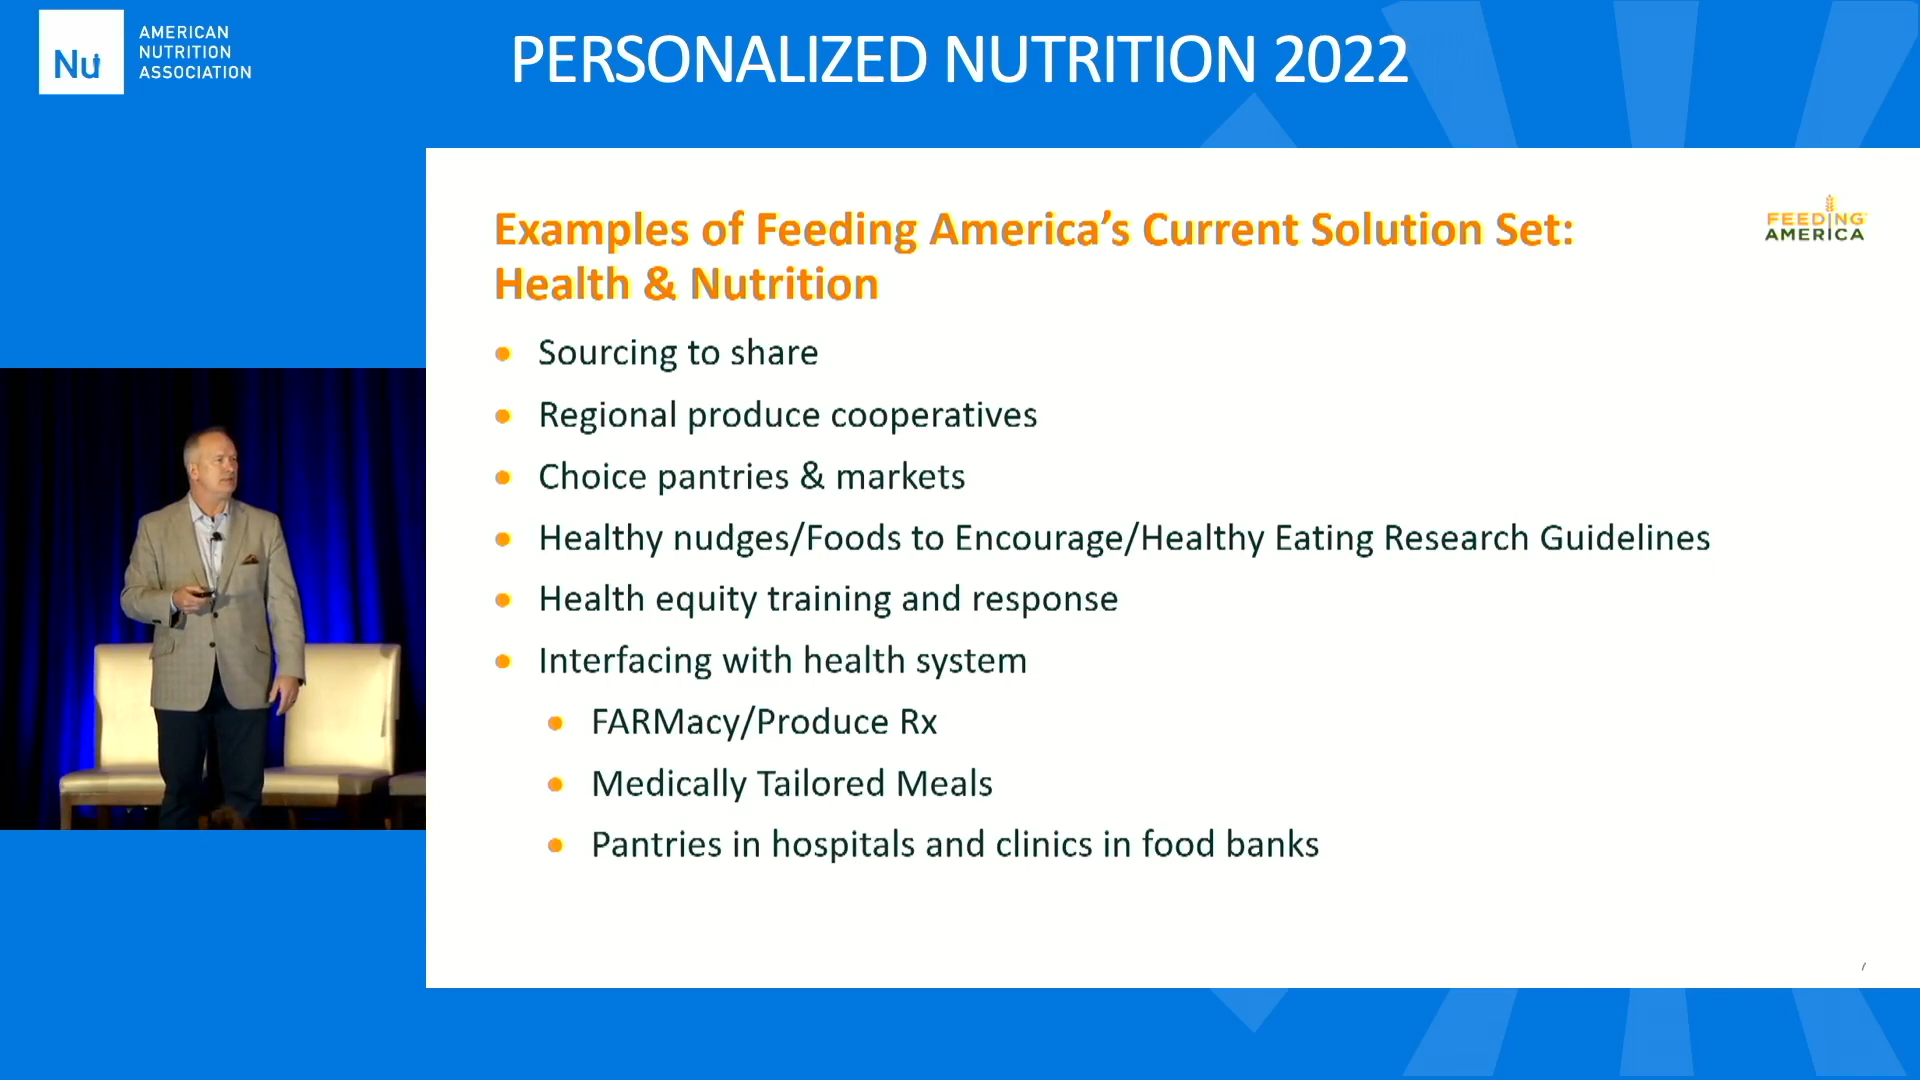 Nu
AMERICAN
NUTRITION
ASSOCIATION
PERSONALIZED NUTRITION 2022
Examples of Feeding America's Current Solution Set:
Health & Nutrition
FEEDING
AMERICA
Sourcing to share
Regional produce cooperatives
Choice pantries & markets
Healthy nudges/Foods to Encourage/Healthy Eating Research Guidelines
Health equity training and response
Interfacing with health system
FARMacy/Produce Rx
Medically Tailored Meals
Pantries in hospitals and clinics in food banks